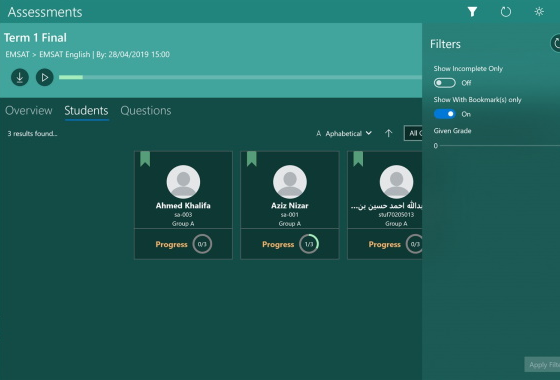 Assessments
Term 1 Final
EMSAT > EMSAT English | By: 28/04/2019 15:00
Overview Students Questions
3 results found...
A Aphabetical
All
Ahmed Khalifa
sa-003
Group A
Progress 0/3
Aziz Nizar
sa-001
Group A
Progress 1/3
عبدالله احمد حسين بن...
stuf70205013
Group A
Progress 0/3
Filters
Show Incomplete Only
Off
Show With Bookmark(s) only
On
Given Grade
0
Apply